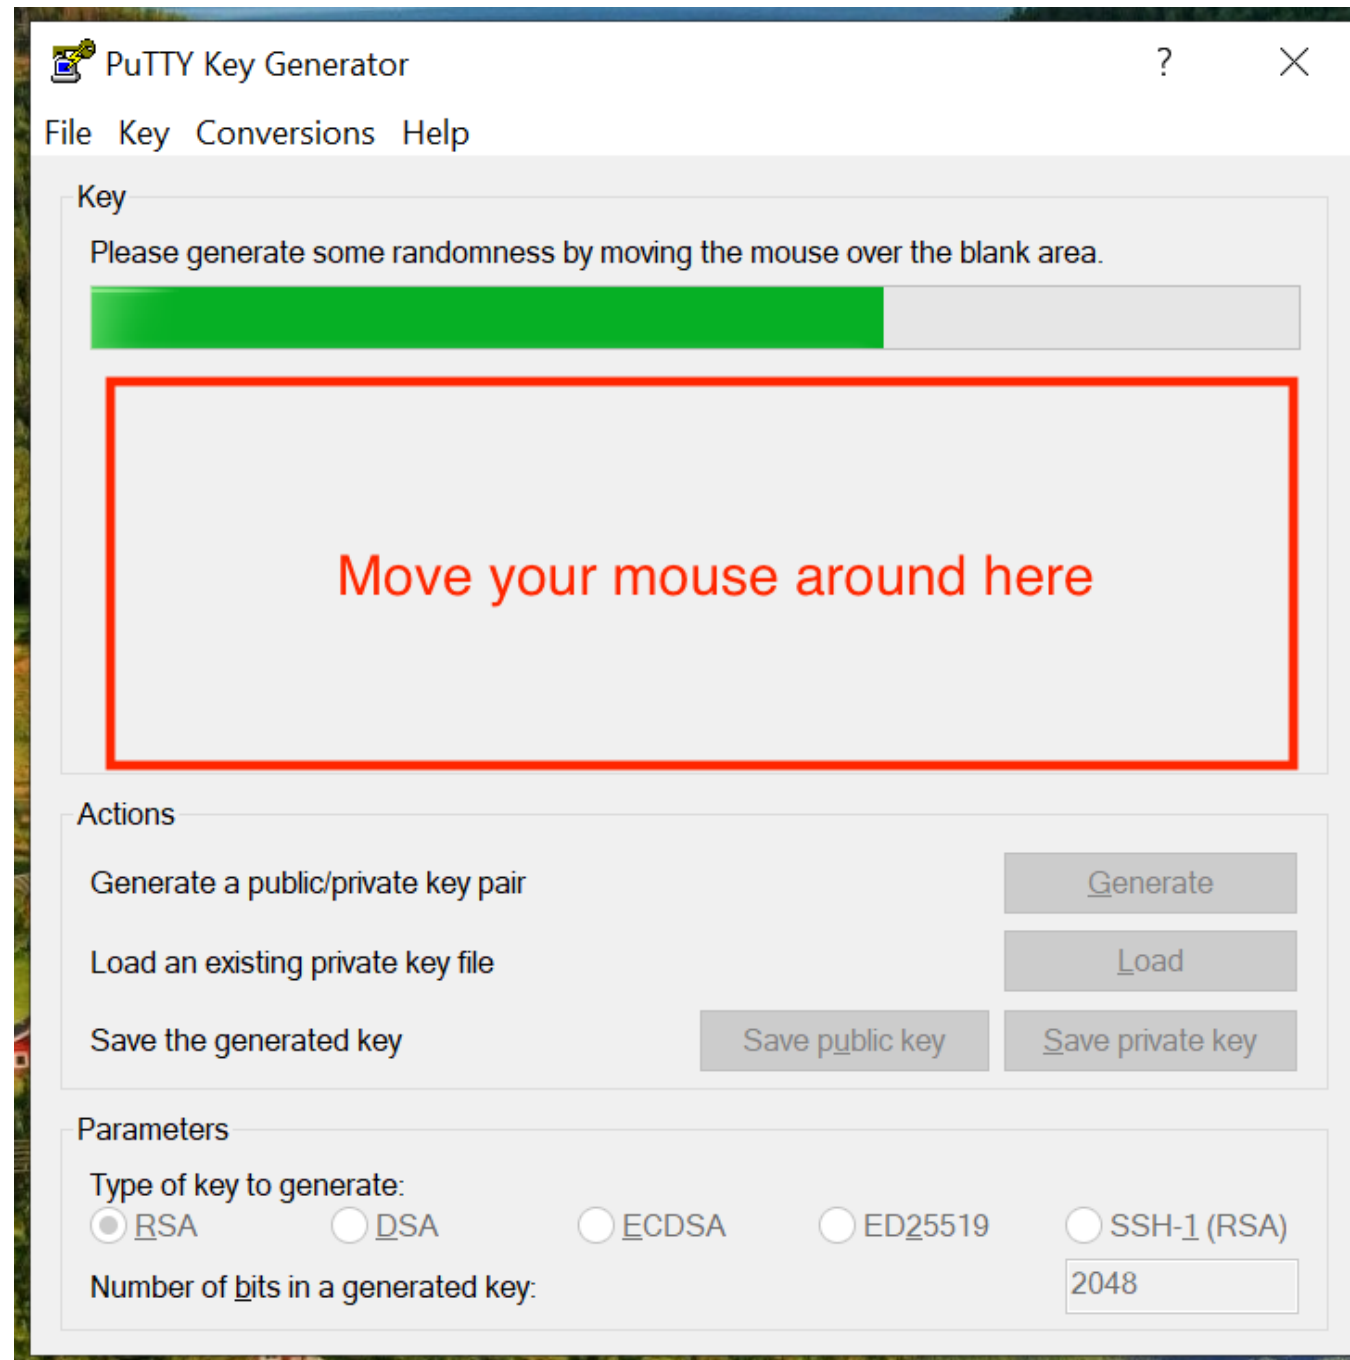 PuTTY Key Generator
?
File Key Conversions Help
Key
Please generate some randomness by moving the mouse over the blank area.
Move your mouse around here
Actions
Generate a public/private key pair
Generate
Load an existing private key file
Load
Save the generated key
Save public key
Save private key
Parameters
Type of key to generate:
RSA DSA ECDSA ED25519 SSH-1 (RSA)
Number of bits in a generated key:
2048